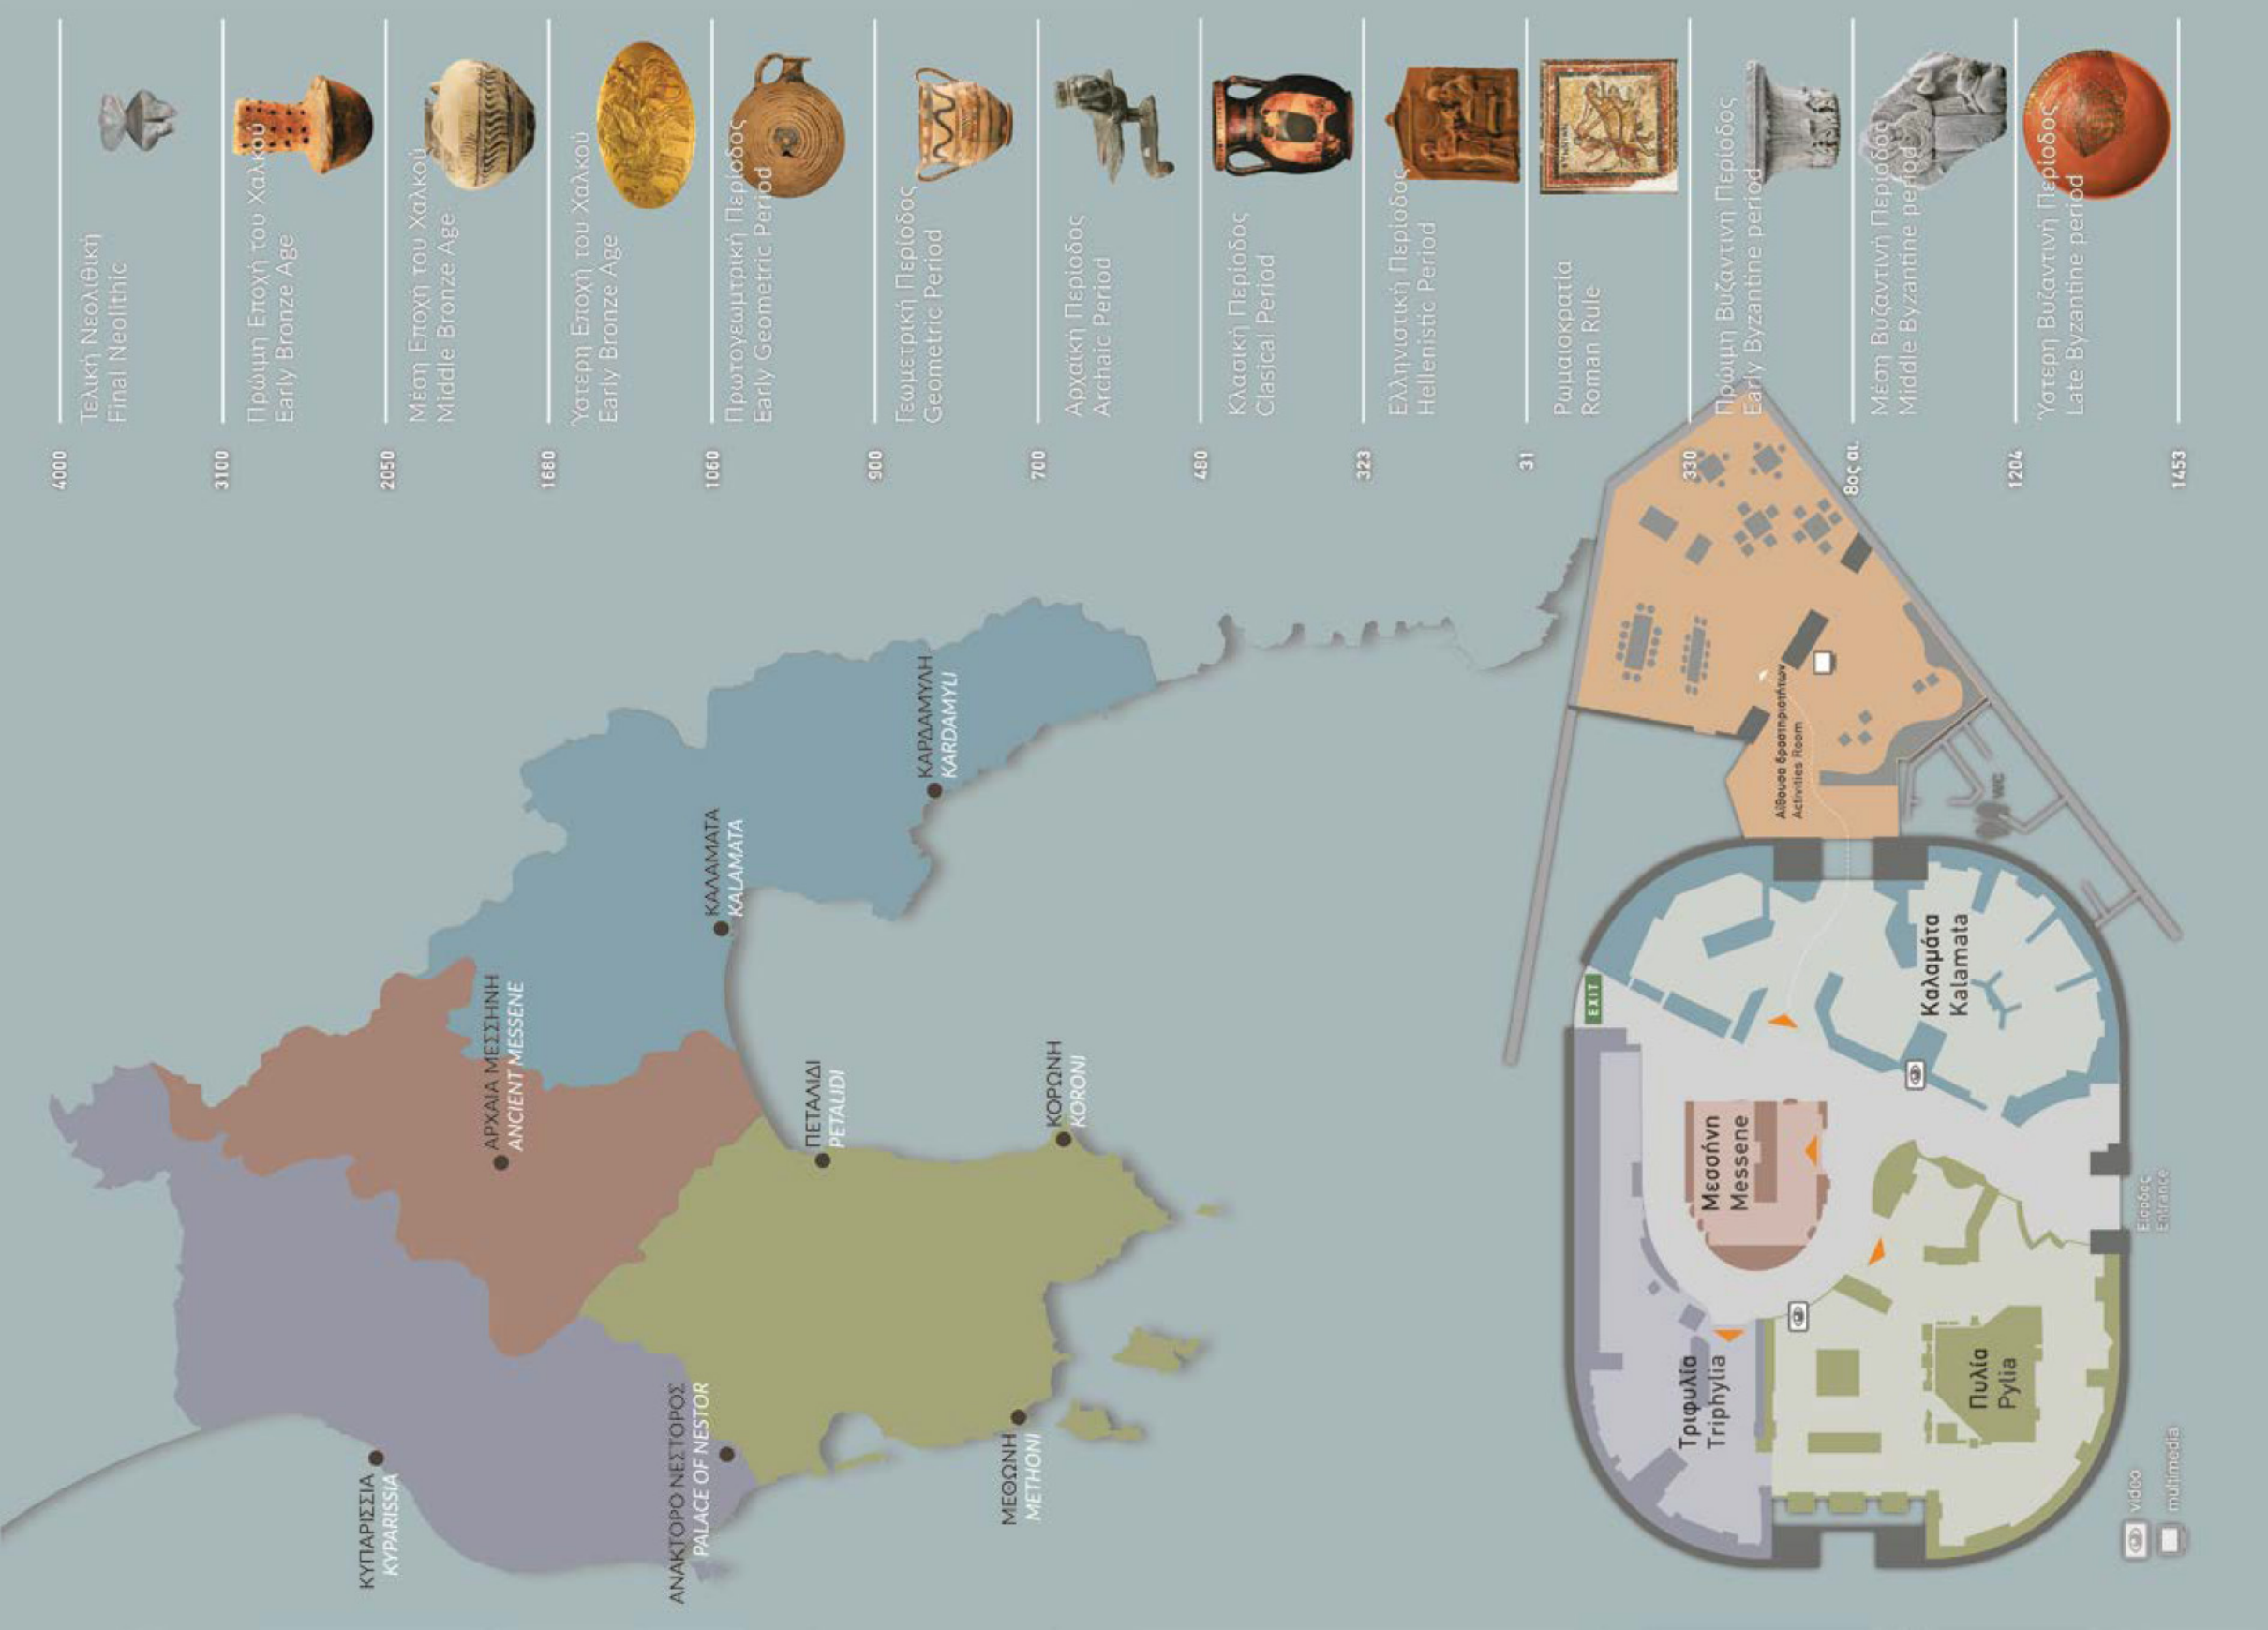 4000
Τελική Νεολιθική
Final Neolithic
3100
Πρώιμη Εποχή του Χαλκού
Early Bronze Age
2050
Μέση Εποχή του Χαλκού
Middle Bronze Age
1680
Ύστερη Εποχή του Χαλκού
Early Bronze Age
1060
Πρωτογεωμτρική Περίοδος
Early Geometric Period
900
Γεωμετρική Περίοδος
Geometric Period
700
Αρχαϊκή Περίοδος
Archaic Period
480
Κλασική Περίοδος
Clasical Period
323
Ελληνιστική Περίοδος
Hellenistic Period
31
Ρωμαιοκρατία
Roman Rule
330
Πρώιμη Βυζαντινή Περίοδος
Early Byzantine period
8ος αι.
Μέση Βυζαντινή Περίοδος
Middle Byzantine period
1204
Ύστερη Βυζαντινή Περίοδος
Late Byzantine period
1453
ΚΥΠΑΡΙΣΣΙΑ
KYPARISSIA
ΑΡΧΑΙΑ ΜΕΣΣΗΝΗ
ANCIENT MESSENE
ΑΝΑΚΤΟΡΟ ΝΕΣΤΟΡΟΣ
PALACE OF NESTOR
ΚΑΛΑΜΑΤΑ
KALAMATA
ΠΕΤΑΛΙΔΙ
PETALIDI
ΚΑΡΔΑΜΥΛΗ
KARDAMYLI
ΜΕΘΩΝΗ
METHONI
ΚΟΡΩΝΗ
KORONI
EXIT
Τριφυλία
Triphylia
Μεσσήνη
Messene
Πυλία
Pylia
Καλαμάτα
Kalamata
Αίθουσα δραστηριοτήτων
Activities Room
WC
Είσοδος
Entrance
video
multimedia